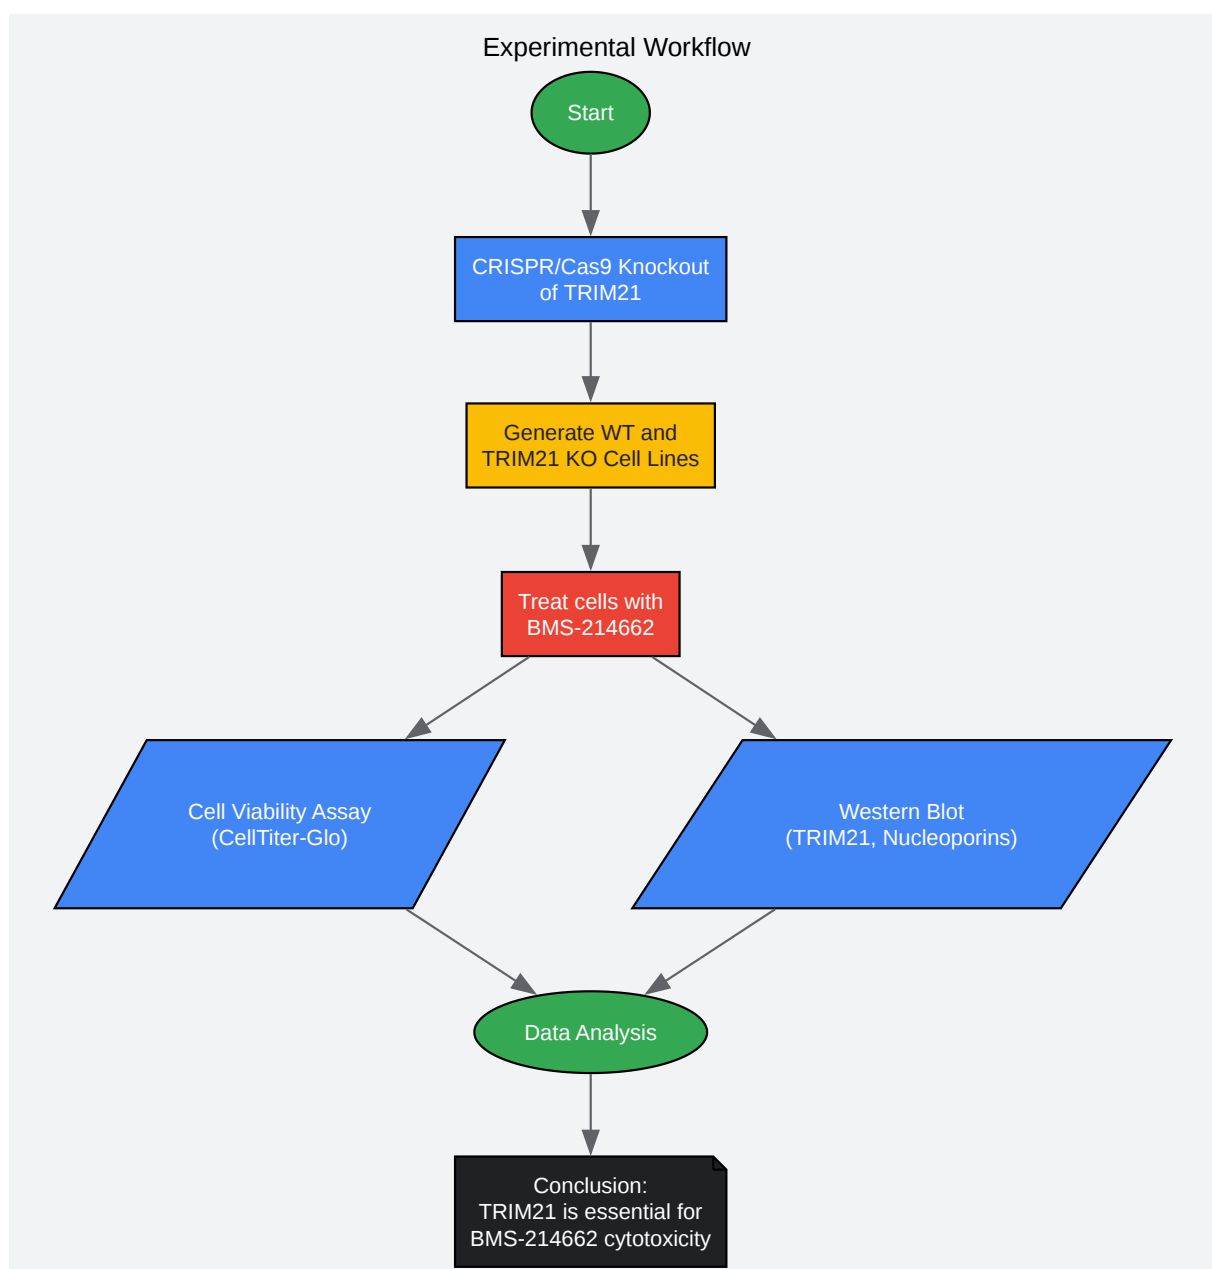 Experimental Workflow
Start
CRISPR/Cas9 Knockout
of TRIM21
Generate WT and
TRIM21 KO Cell Lines
Treat cells with
BMS-214662
Cell Viability Assay
(CellTiter-Glo)
Western Blot
(TRIM21, Nucleoporins)
Data Analysis
Conclusion:
TRIM21 is essential for
BMS-214662 cytotoxicity